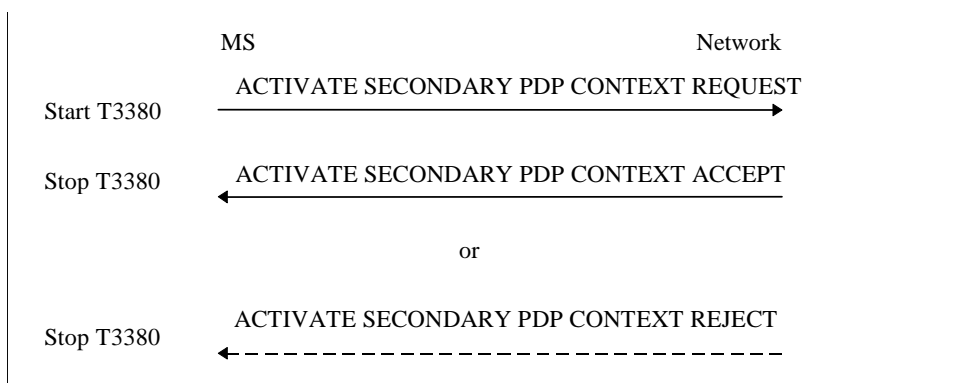 MS Network
ACTIVATE SECONDARY PDP CONTEXT REQUEST
Start T3380
ACTIVATE SECONDARY PDP CONTEXT ACCEPT
Stop T3380
or
ACTIVATE SECONDARY PDP CONTEXT REJECT
Stop T3380